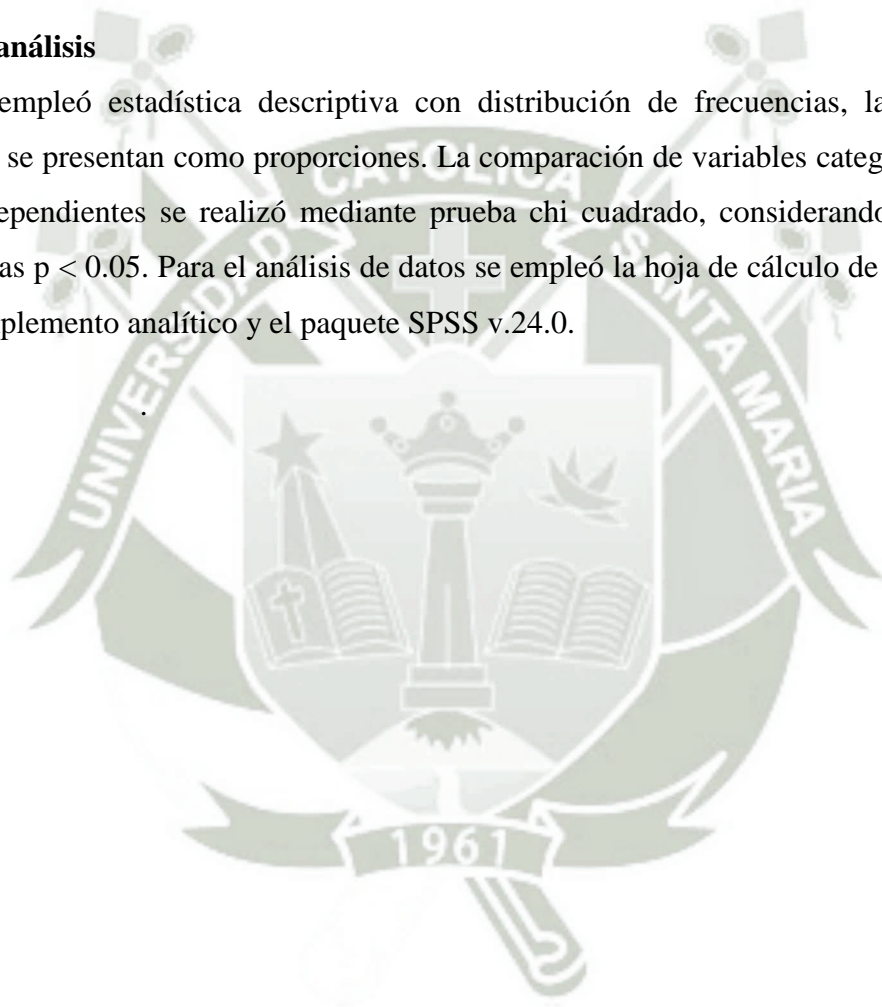 análisis
empleó estadística descriptiva con distribución de frecuencias, la
se presentan como proporciones. La comparación de variables categ
ependientes se realizó mediante prueba chi cuadrado, considerando
as p < 0.05. Para el análisis de datos se empleó la hoja de cálculo de
plemento analítico y el paquete SPSS v.24.0.
.
UNIVERSIDAD CATOLICA SANTA MARIA
1961